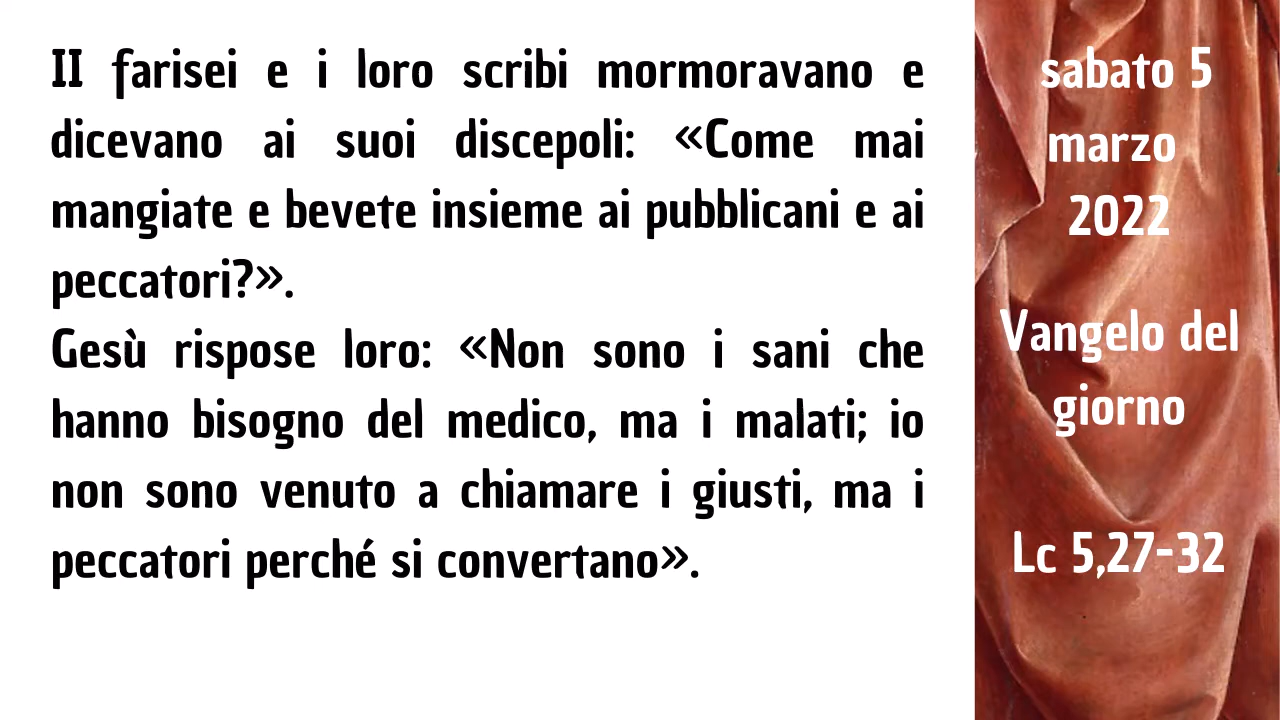 II farisei e i loro scribi mormoravano e
dicevano ai suoi discepoli: «Come mai
mangiate e bevete insieme ai pubblicani e ai
peccatori?».
Gesù rispose loro: «Non sono i sani che
hanno bisogno del medico, ma i malati; io
non sono venuto a chiamare i giusti, ma i
peccatori perché si convertano».
sabato 5
marzo
2022
Vangelo del
giorno
Lc 5,27-32